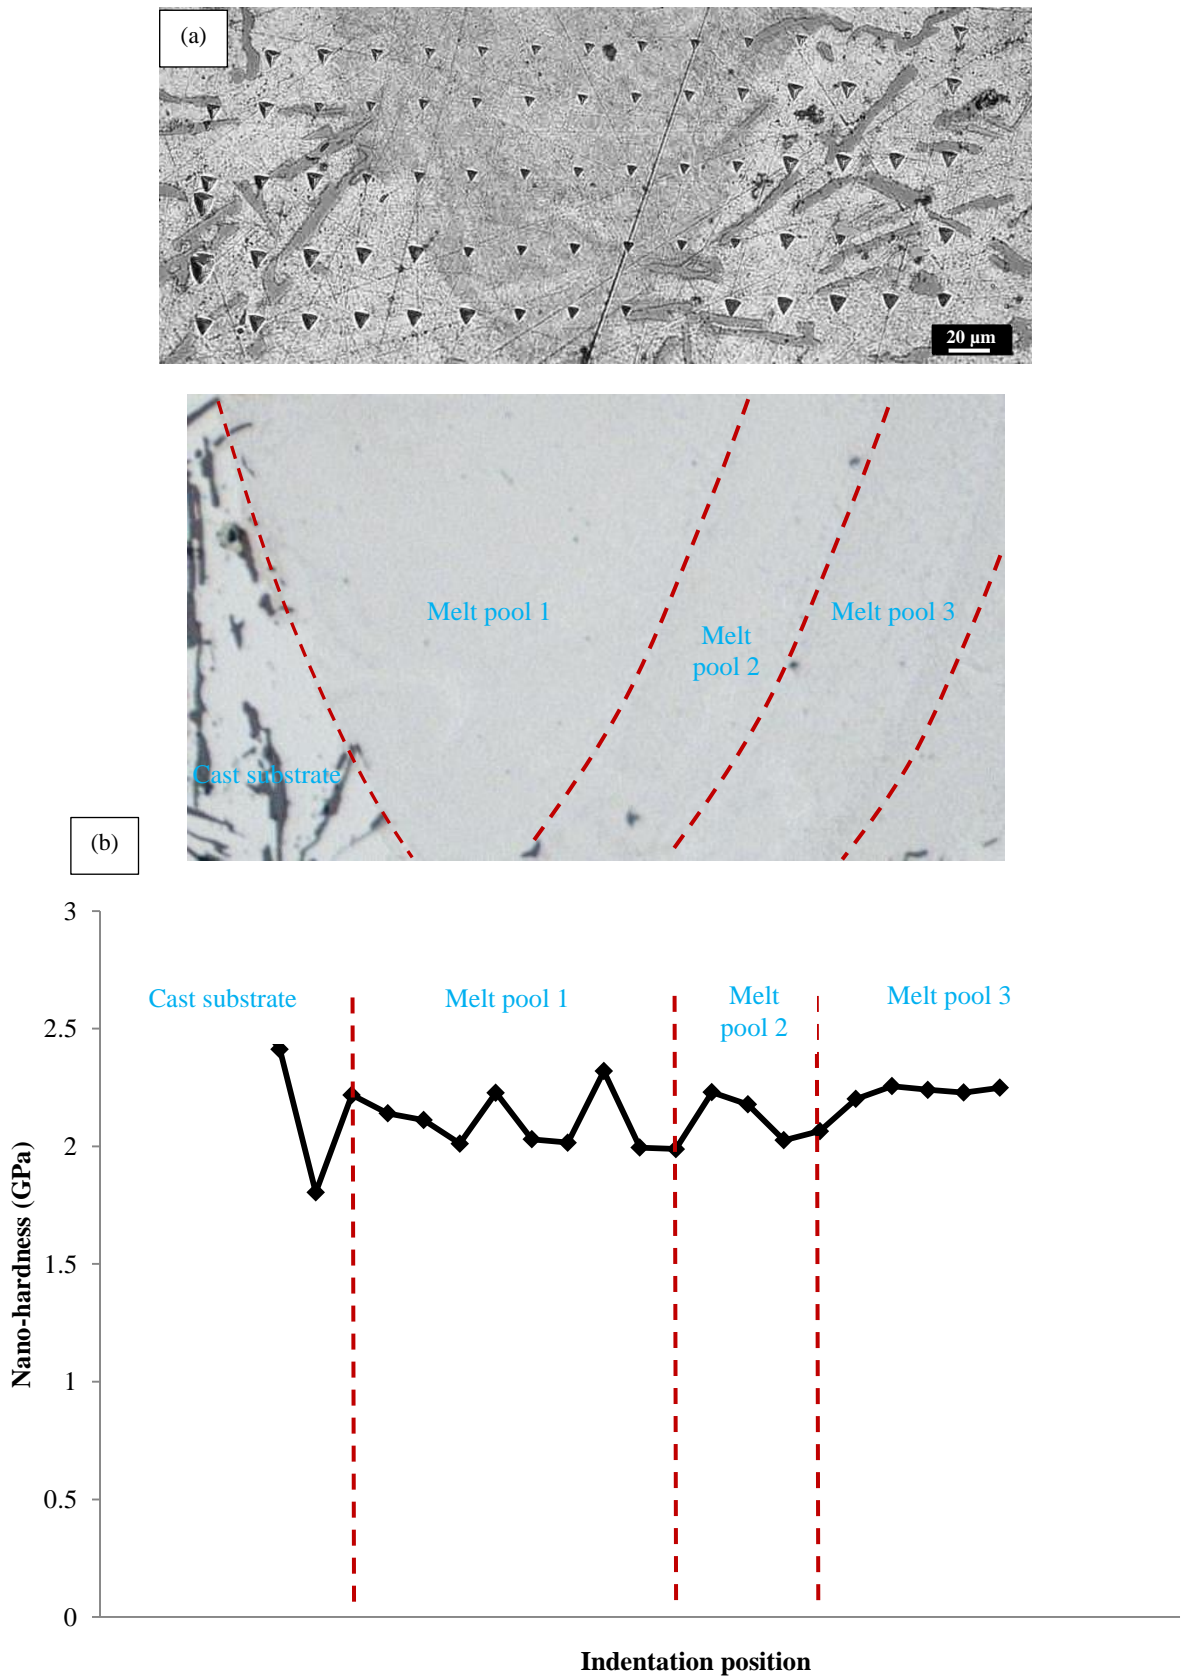 (a)
20 µm
Melt pool 1
Melt
pool 2
Melt pool 3
Cast substrate
(b)
3
2.5
2
1.5
1
0.5
0
Nano-hardness (GPa)
Cast substrate
Melt pool 1
Melt
pool 2
Melt pool 3
Indentation position